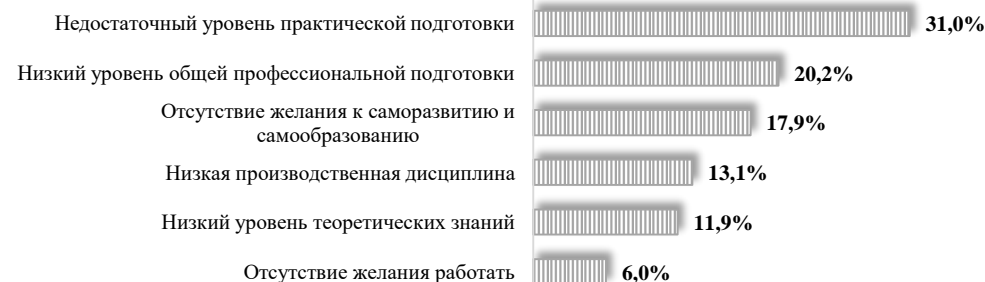 Недостаточный уровень практической подготовки 31,0%
Низкий уровень общей профессиональной подготовки 20,2%
Отсутствие желания к саморазвитию и
самообразованию 17,9%
Низкая производственная дисциплина 13,1%
Низкий уровень теоретических знаний 11,9%
Отсутствие желания работать 6,0%